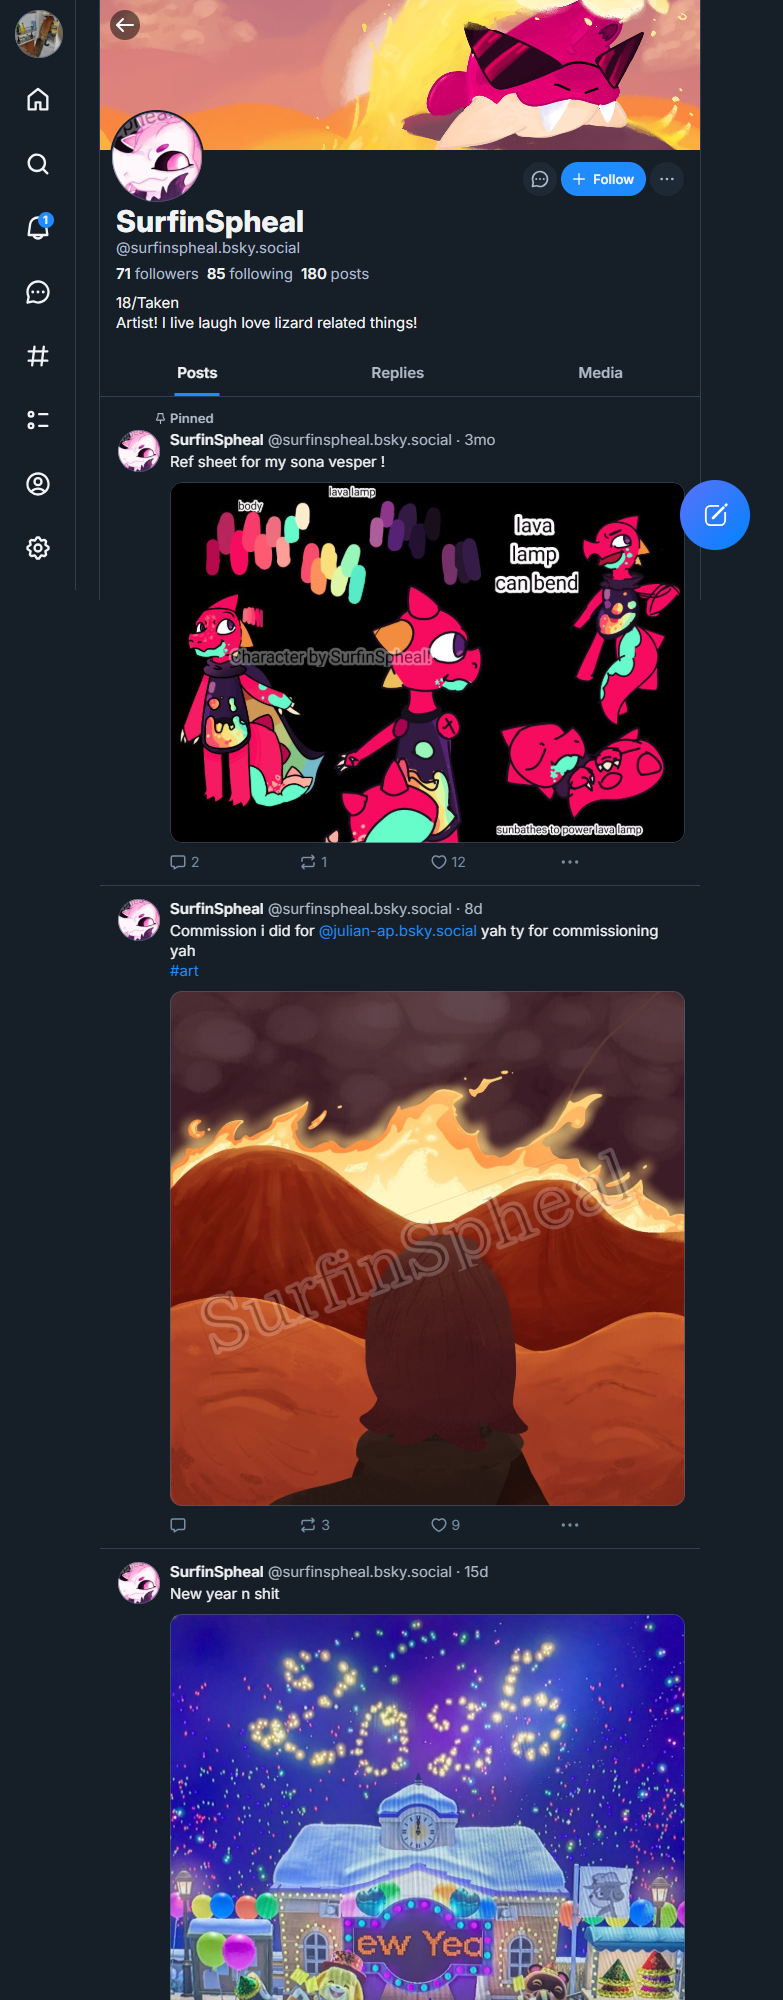 1
Follow
SurfinSpheal
@surfinspheal.bsky.social
71 followers 85 following 180 posts
18/Taken
Artist! I live laugh love lizard related things!
Posts Replies Media
Pinned
SurfinSpheal @surfinspheal.bsky.social · 3mo
Ref sheet for my sona vesper !
lava lamp
body
lava
lamp
can bend
Character by SurfinSpheal!
sunbathes to power lava lamp
2 1 12
SurfinSpheal @surfinspheal.bsky.social · 8d
Commission i did for @julian-ap.bsky.social yah ty for commissioning
yah
#art
SurfinSpheal
3 9
SurfinSpheal @surfinspheal.bsky.social · 15d
New year n shit
2025
ew Yea